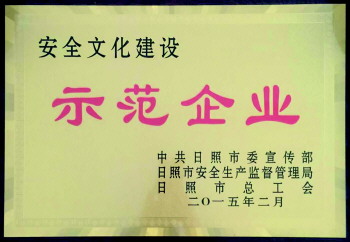 安全文化建设
示范企业
中共日照市委宣传部
日照市安全生产监督管理局
日照市总工会
二〇一五年二月